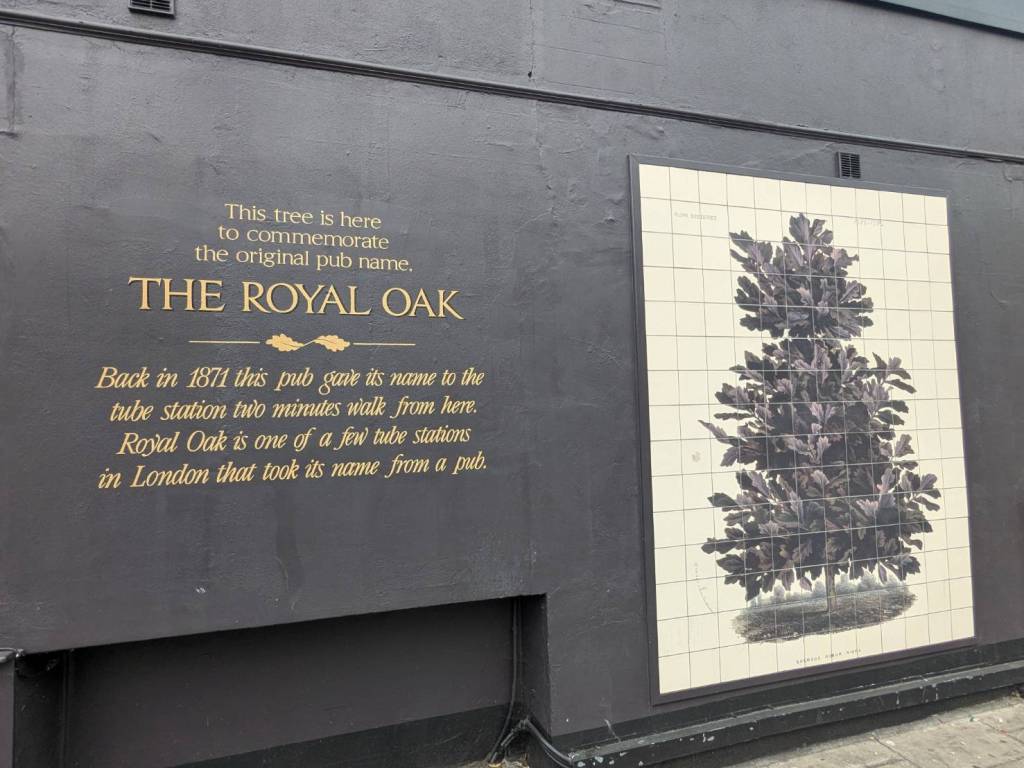 This tree is here
to commemorate
the original pub name,
THE ROYAL OAK
Back in 1871 this pub gave its name to the
tube station two minutes walk from here.
Royal Oak is one of a few tube stations
in London that took its name from a pub.